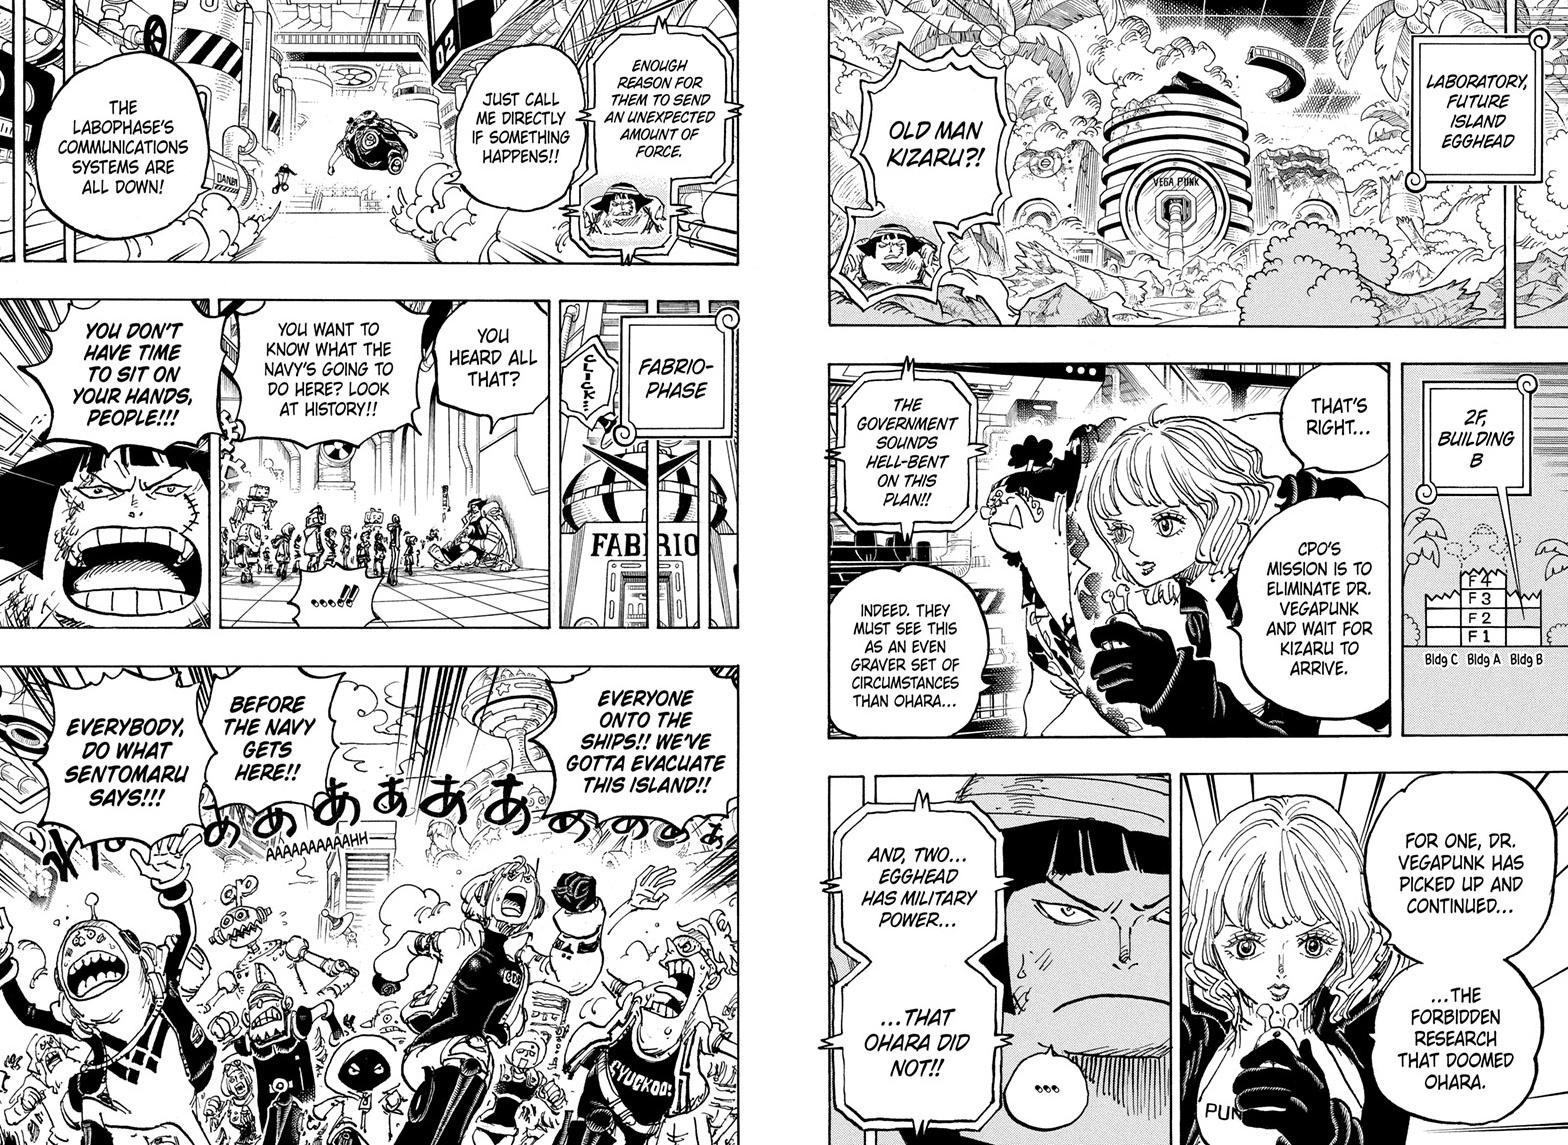 LABORATORY,
FUTURE
ISLAND
EGGHEAD
OLD MAN
KIZARU?!
VEGA PUNK
2F,
BUILDING
B
F4
F3
F2
F1
Bldg C Bldg A Bldg B
THAT'S
RIGHT...
CP0'S
MISSION IS TO
ELIMINATE DR.
VEGAPUNK
AND WAIT FOR
KIZARU TO
ARRIVE.
THE
GOVERNMENT
SOUNDS
HELL-BENT
ON THIS
PLAN!!
INDEED. THEY
MUST SEE THIS
AS AN EVEN
GRAVER SET OF
CIRCUMSTANCES
THAN OHARA...
FOR ONE, DR.
VEGAPUNK HAS
PICKED UP AND
CONTINUED...
...THE
FORBIDDEN
RESEARCH
THAT DOOMED
OHARA.
PUN
AND, TWO...
EGGHEAD
HAS MILITARY
POWER...
...THAT
OHARA DID
NOT!!
...
ENOUGH
REASON FOR
THEM TO SEND
AN UNEXPECTED
AMOUNT OF
FORCE.
JUST CALL
ME DIRECTLY
IF SOMETHING
HAPPENS!!
02
THE
LABOPHASE'S
COMMUNICATIONS
SYSTEMS ARE
ALL DOWN!
FABRIO-
PHASE
CLICK...
FABRIO
YOU
HEARD ALL
THAT?
YOU WANT TO
KNOW WHAT THE
NAVY'S GOING TO
DO HERE? LOOK
AT HISTORY!!
...!!
YOU DON'T
HAVE TIME
TO SIT ON
YOUR HANDS,
PEOPLE!!!
EVERYONE
ONTO THE
SHIPS!! WE'VE
GOTTA EVACUATE
THIS ISLAND!!
BEFORE
THE NAVY
GETS
HERE!!
EVERYBODY,
DO WHAT
SENTOMARU
SAYS!!!
ああああああああああ
AAAAAAAAAAHH
CYUCKOO!